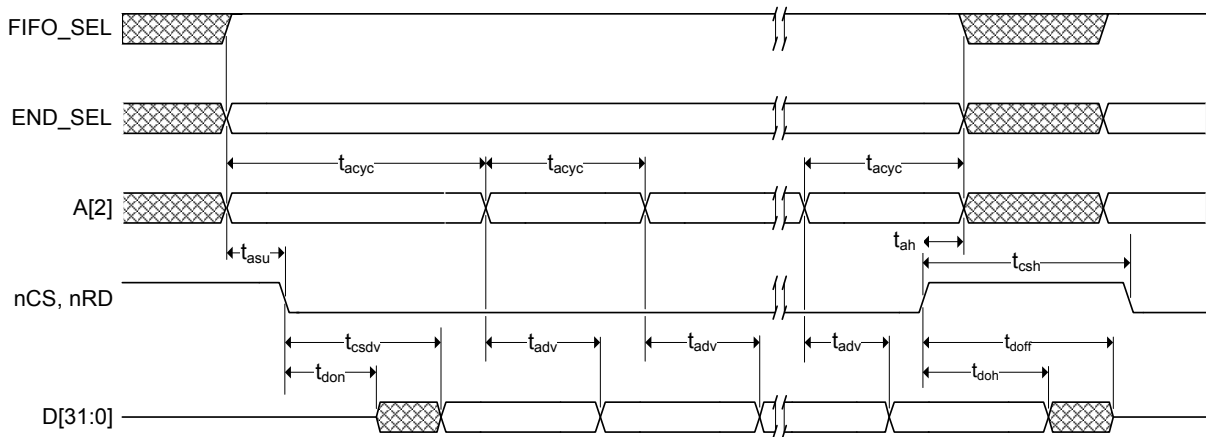 FIFO_SEL
END_SEL
tacyc tacyc tacyc
A[2]
tasu tah
tcsh
nCS, nRD
tcsdv tadv tadv tadv tdoff
tdon tdoh
D[31:0]